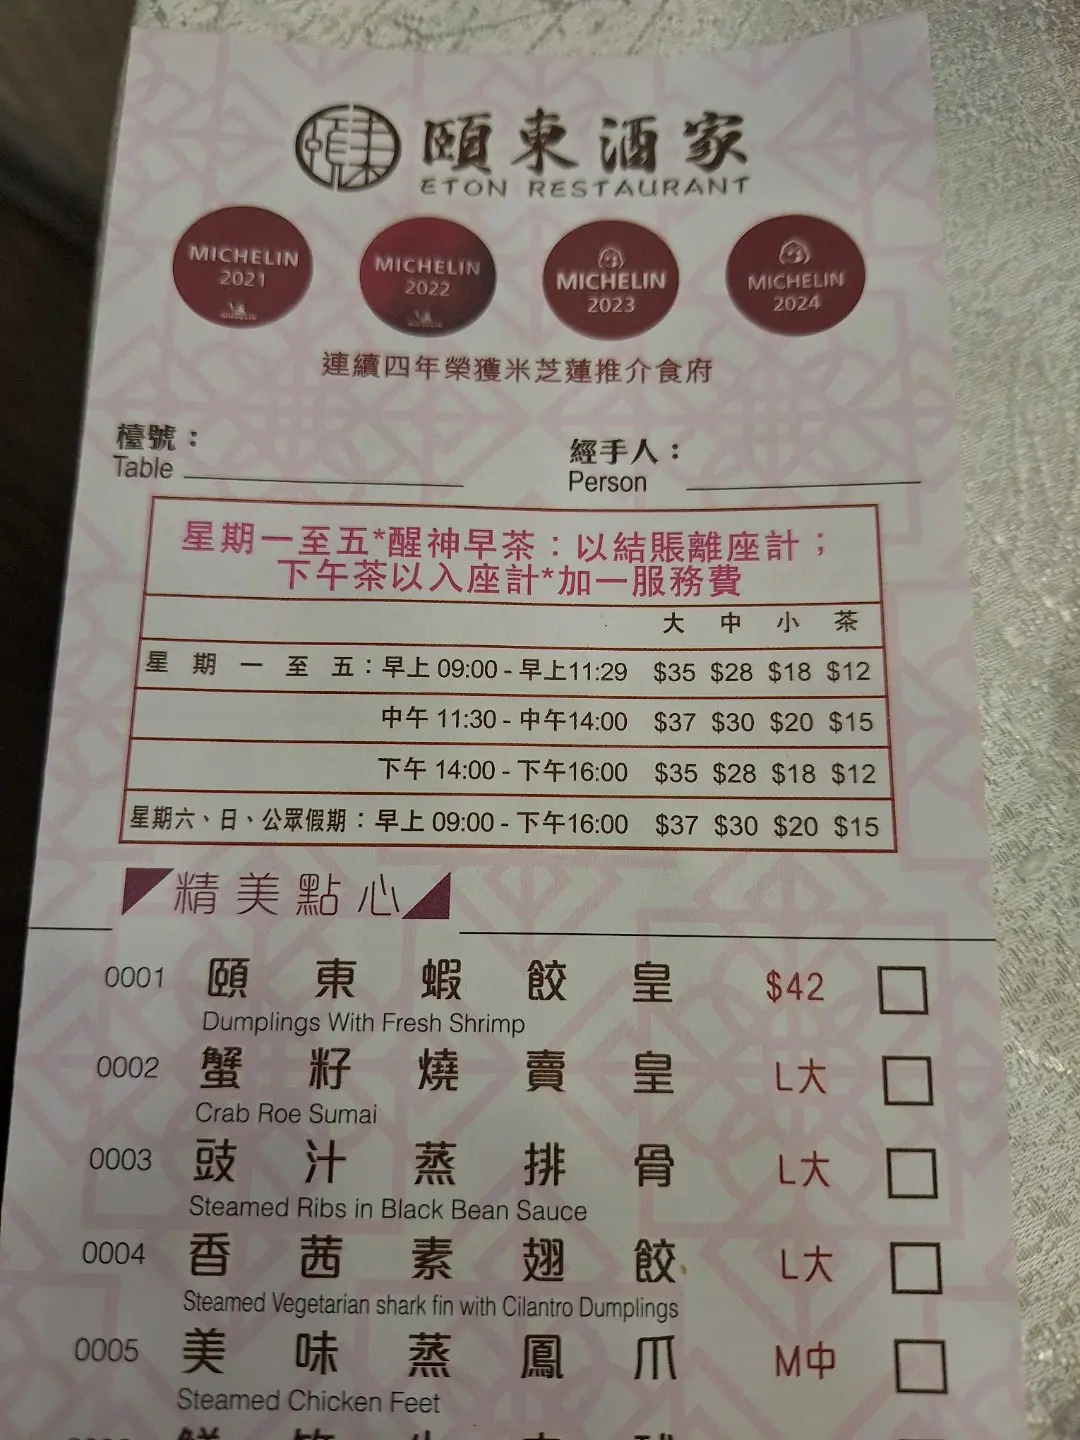 頤東酒家
ETON RESTAURANT
MICHELIN 2021
MICHELIN 2022
MICHELIN 2023
MICHELIN 2024
連續四年榮獲米芝蓮推介食府
檯號：
Table
經手人：
Person
星期一至五*醒神早茶：以結賬離座計；
下午茶以入座計*加一服務費
大 中 小 茶
星期一至五：早上 09:00 - 早上11:29 $35 $28 $18 $12
中午 11:30 - 中午14:00 $37 $30 $20 $15
下午 14:00 - 下午16:00 $35 $28 $18 $12
星期六、日、公眾假期：早上 09:00 - 下午16:00 $37 $30 $20 $15
精美點心
0001 頤東蝦餃皇 $42
Dumplings With Fresh Shrimp
0002 蟹籽燒賣皇 L大
Crab Roe Sumai
0003 豉汁蒸排骨 L大
Steamed Ribs in Black Bean Sauce
0004 香茜素翅餃 L大
Steamed Vegetarian shark fin with Cilantro Dumplings
0005 美味蒸鳳爪 M中
Steamed Chicken Feet